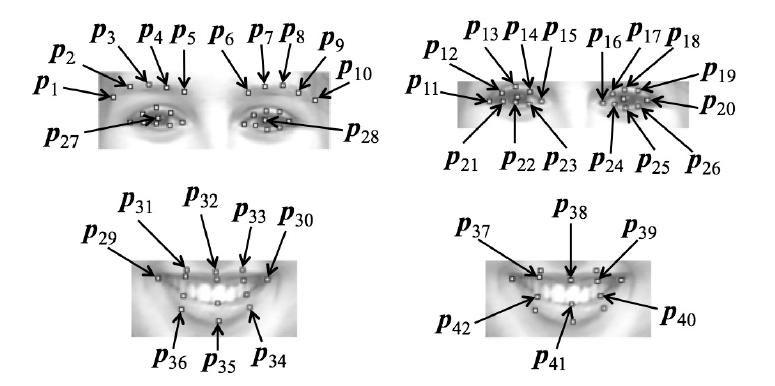 p1 p2 p3 p4 p5 p6 p7 p8 p9 p10
p27 p28
p11 p12 p13 p14 p15 p16 p17 p18 p19 p20
p21 p22 p23 p24 p25 p26
p29 p31 p32 p33 p30
p36 p35 p34
p37 p38 p39
p42 p41 p40